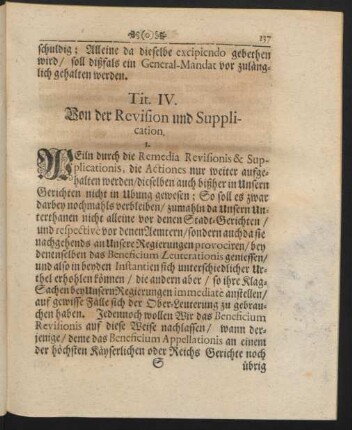 (o) 137
schuldig; Alleine da dieselbe excipiendo gebethen
wird/ soll dißfals ein General-Mandat vor zuläng-
lich gehalten werden.
Tit. IV.
Von der Revision und Suppli-
cation.
1.
WEiln durch die Remedia Revisionis & Sup-
plicationis, die Actiones nur weiter aufge-
halten werden/dieselben auch bißher in Unsern
Gerichten nicht in Übung gewesen; So soll es zwar
darbey nochmahls verbleiben/ zumahln da Unsern Un-
terthanen nicht alleine vor denen Stadt-Gerichten/
und respective vor denen Aemtern/ sondern auch da sie
nachgehends an Unsere Regierungen provociren/ bey
denenselben das Beneficium Leuterationis geniessen/
und also in beyden Instantien sich unterschiedlicher Ur-
thel erhohlen können/ die andern aber/ so ihre Klag-
Sachen bey Unsern Regierungen immediate anstellen/
auf gewisse Fälle sich der Ober-Leuterung zu gebrau-
chen haben. Jedennoch wollen Wir das Beneficium
Revisionis auf diese Weise nachlassen/ wann der-
jenge/ deme das Beneficium Appellationis an einem
der höchsten Käyserlichen oder Reichs Gerichte noch
S übrig